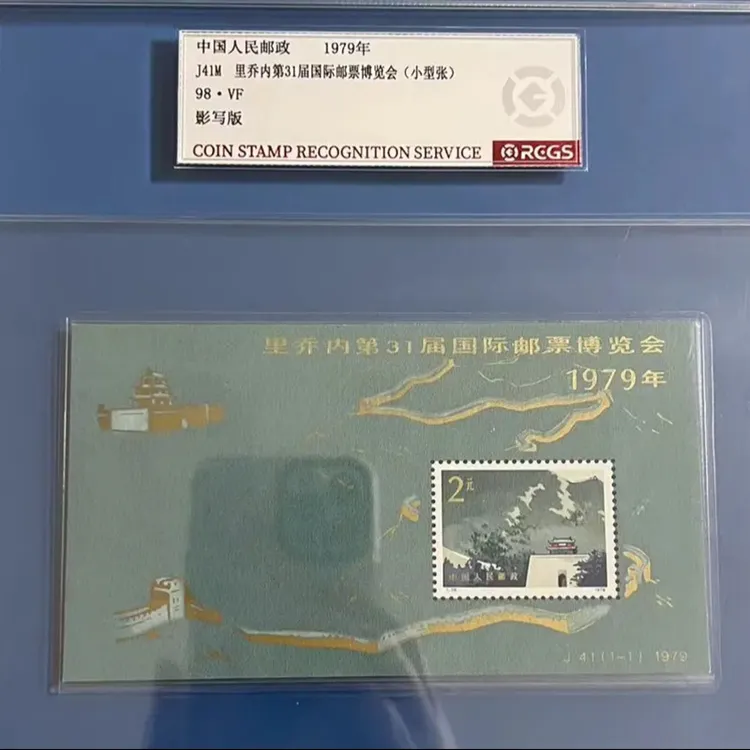 中国人民邮政 1979年
J41M 里乔内第31届国际邮票博览会（小型张）
98·VF
影写版
COIN STAMP RECOGNITION SERVICE RCGS
里乔内第31届国际邮票博览会
1979年
2元
中国人民邮政
1979
J 41(1-1) 1979